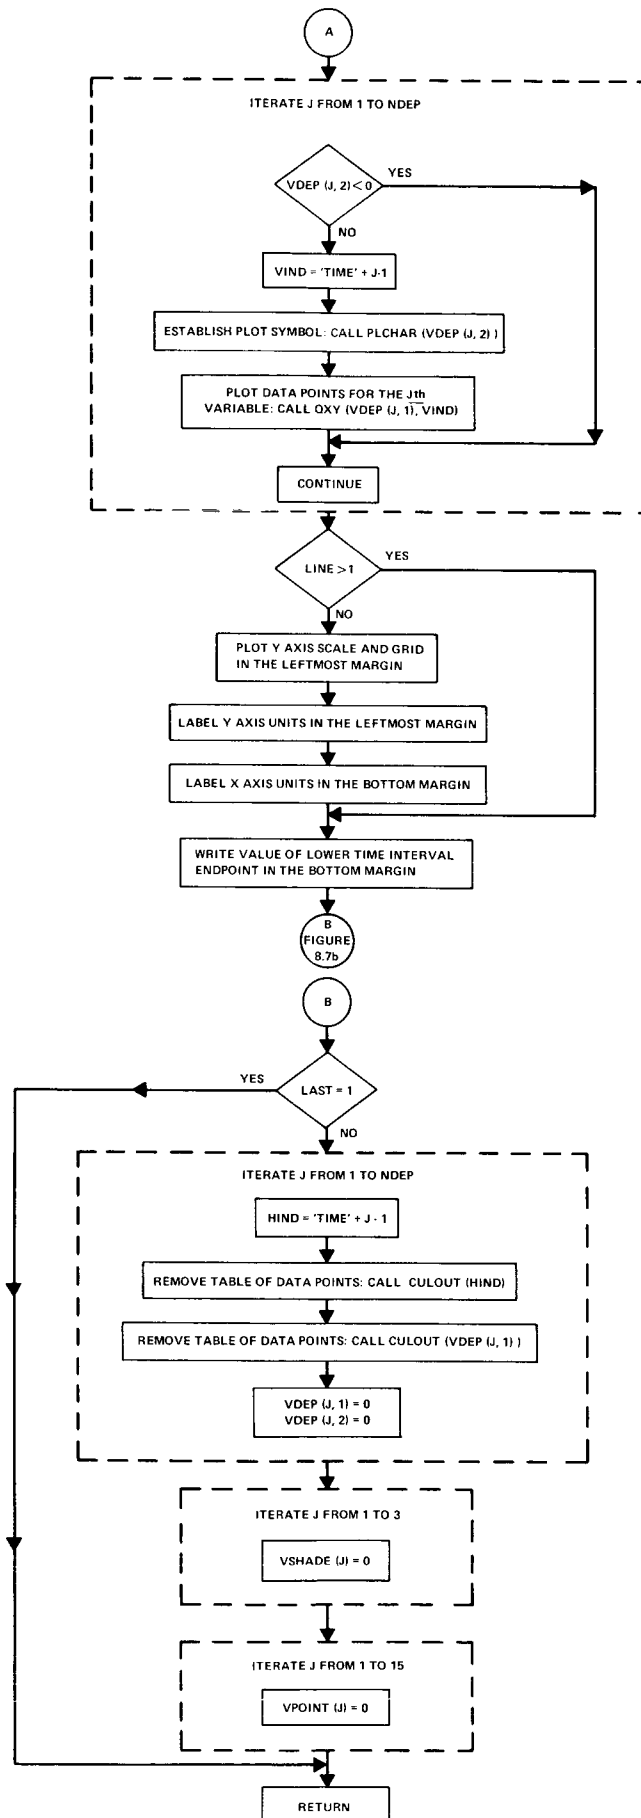 A
ITERATE J FROM 1 TO NDEP
VDEP (J, 2) < 0
YES
NO
VIND = 'TIME' + J-1
ESTABLISH PLOT SYMBOL: CALL PLCHAR (VDEP (J, 2) )
PLOT DATA POINTS FOR THE Jth
VARIABLE: CALL QXY (VDEP (J, 1), VIND)
CONTINUE
LINE > 1
YES
NO
PLOT Y AXIS SCALE AND GRID
IN THE LEFTMOST MARGIN
LABEL Y AXIS UNITS IN THE LEFTMOST MARGIN
LABEL X AXIS UNITS IN THE BOTTOM MARGIN
WRITE VALUE OF LOWER TIME INTERVAL
ENDPOINT IN THE BOTTOM MARGIN
B
FIGURE
8.7b
B
YES
LAST = 1
NO
ITERATE J FROM 1 TO NDEP
HIND = 'TIME' + J - 1
REMOVE TABLE OF DATA POINTS: CALL CULOUT (HIND)
REMOVE TABLE OF DATA POINTS: CALL CULOUT (VDEP (J, 1) )
VDEP (J, 1) = 0
VDEP (J, 2) = 0
ITERATE J FROM 1 TO 3
VSHADE (J) = 0
ITERATE J FROM 1 TO 15
VPOINT (J) = 0
RETURN